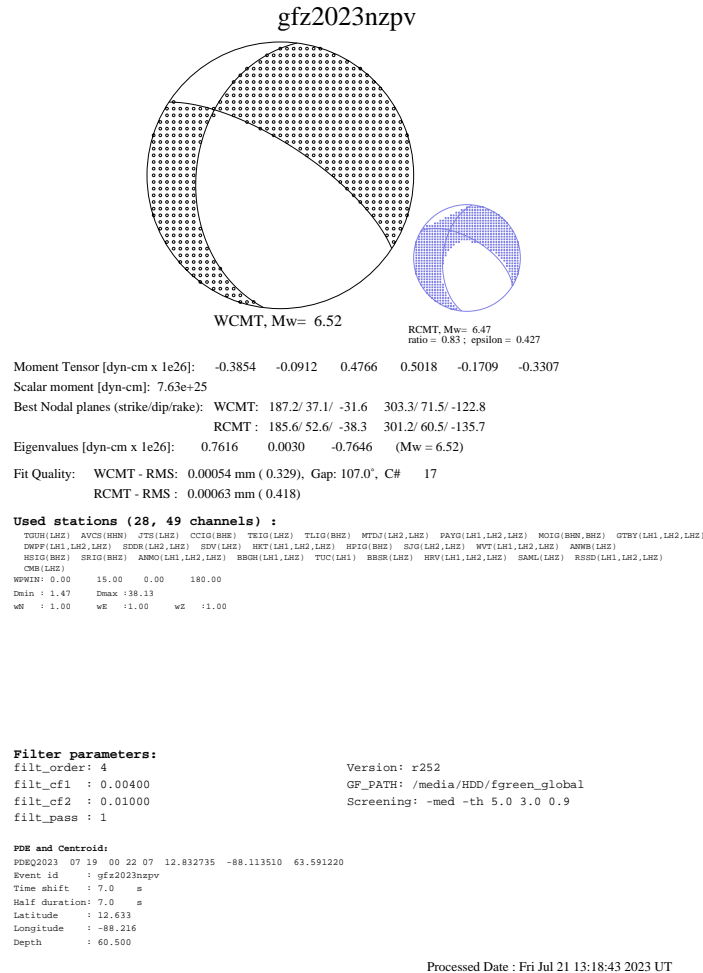 gfz2023nzpv
WCMT, Mw= 6.52
RCMT, Mw= 6.47
ratio = 0.83 ; epsilon = 0.427
Moment Tensor [dyn-cm x 1e26]: -0.3854 -0.0912 0.4766 0.5018 -0.1709 -0.3307
Scalar moment [dyn-cm]: 7.63e+25
Best Nodal planes (strike/dip/rake): WCMT: 187.2/ 37.1/ -31.6 303.3/ 71.5/ -122.8
RCMT : 185.6/ 52.6/ -38.3 301.2/ 60.5/ -135.7
Eigenvalues [dyn-cm x 1e26]: 0.7616 0.0030 -0.7646 (Mw = 6.52)
Fit Quality: WCMT - RMS: 0.00054 mm ( 0.329), Gap: 107.0˚, C# 17
RCMT - RMS : 0.00063 mm ( 0.418)
Used stations (28, 49 channels) :
TGUH(LHZ) AVCS(HHN) JTS(LHZ) CCIG(BHE) TEIG(LHZ) TLIG(BHZ) MTDJ(LH2,LHZ) PAYG(LH1,LH2,LHZ) MOIG(BHN,BHZ) GTBY(LH1,LH2,LHZ)
DWPF(LH1,LH2,LHZ) SDDR(LH2,LHZ) SDV(LHZ) HKT(LH1,LH2,LHZ) HPIG(BHZ) SJG(LH2,LHZ) WVT(LH1,LH2,LHZ) ANWB(LHZ)
HSIG(BHZ) SRIG(BHZ) ANMO(LH1,LH2,LHZ) BBGH(LH1,LHZ) TUC(LH1) BBSR(LHZ) HRV(LH1,LH2,LHZ) SAML(LHZ) RSSD(LH1,LH2,LHZ)
CMB(LHZ)
WPWIN: 0.00 15.00 0.00 180.00
Dmin : 1.47 Dmax :38.13
wN : 1.00 wE :1.00 wZ :1.00
Filter parameters:
filt_order: 4 Version: r252
filt_cf1 : 0.00400 GF_PATH: /media/HDD/fgreen_global
filt_cf2 : 0.01000 Screening: -med -th 5.0 3.0 0.9
filt_pass : 1
PDE and Centroid:
PDEQ2023 07 19 00 22 07 12.832735 -88.113510 63.591220
Event id : gfz2023nzpv
Time shift : 7.0 s
Half duration: 7.0 s
Latitude : 12.633
Longitude : -88.216
Depth : 60.500
Processed Date : Fri Jul 21 13:18:43 2023 UT